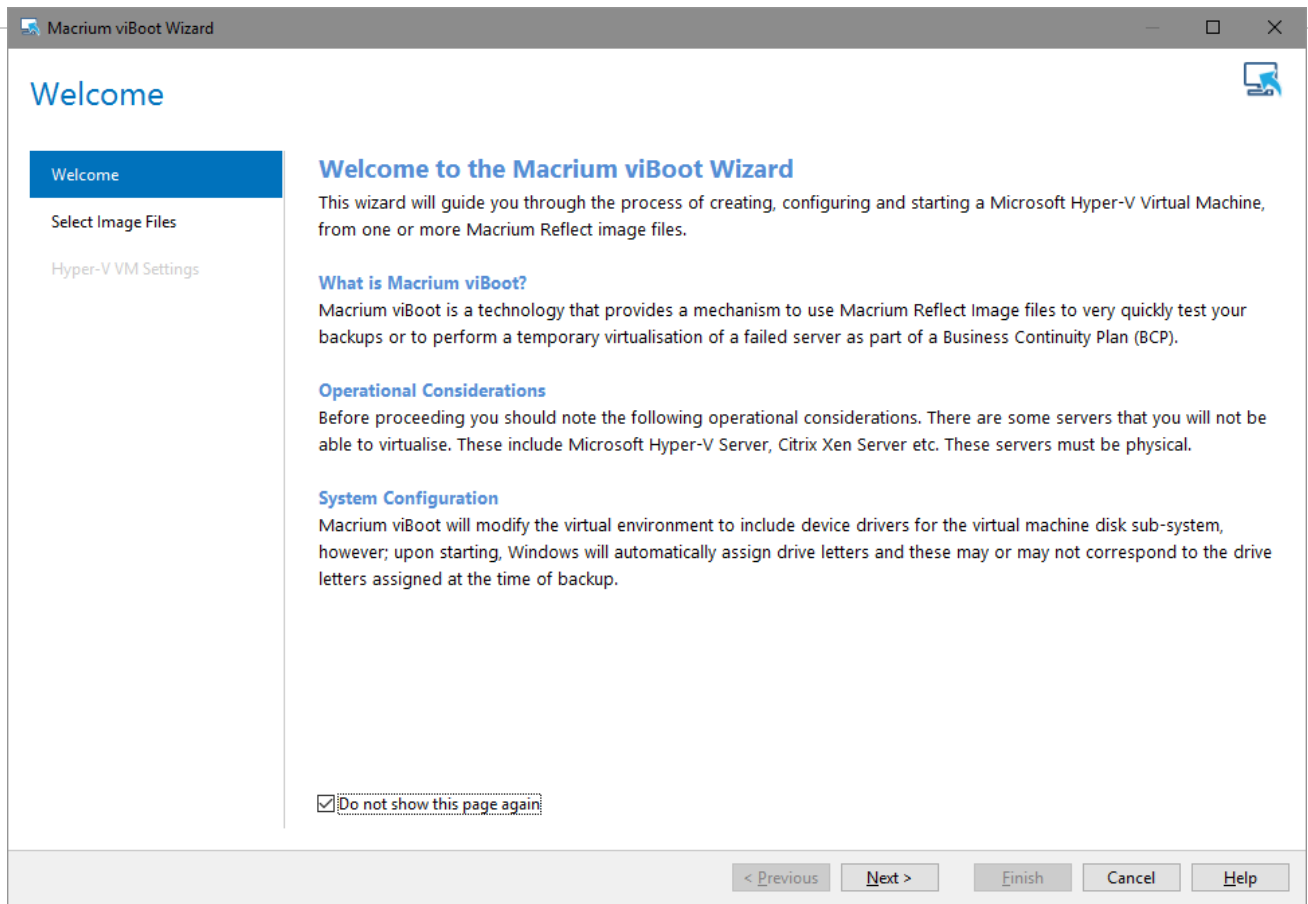 Macrium viBoot Wizard
Welcome
Welcome
Select Image Files
Hyper-V VM Settings
Welcome to the Macrium viBoot Wizard
This wizard will guide you through the process of creating, configuring and starting a Microsoft Hyper-V Virtual Machine,
from one or more Macrium Reflect image files.
What is Macrium viBoot?
Macrium viBoot is a technology that provides a mechanism to use Macrium Reflect Image files to very quickly test your
backups or to perform a temporary virtualisation of a failed server as part of a Business Continuity Plan (BCP).
Operational Considerations
Before proceeding you should note the following operational considerations. There are some servers that you will not be
able to virtualise. These include Microsoft Hyper-V Server, Citrix Xen Server etc. These servers must be physical.
System Configuration
Macrium viBoot will modify the virtual environment to include device drivers for the virtual machine disk sub-system,
however; upon starting, Windows will automatically assign drive letters and these may or may not correspond to the drive
letters assigned at the time of backup.
Do not show this page again
< Previous Next > Finish Cancel Help